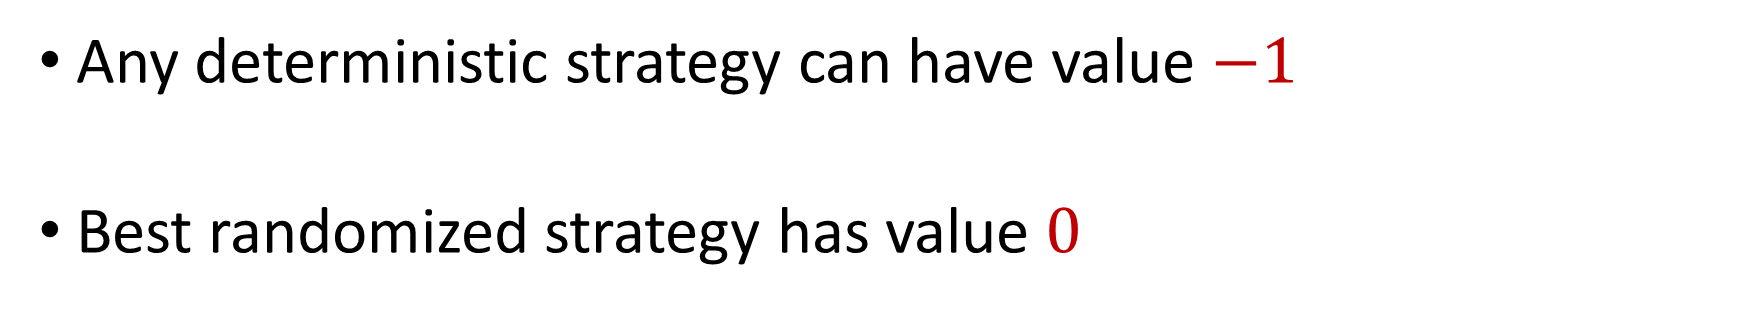 • Any deterministic strategy can have value −1
• Best randomized strategy has value 0